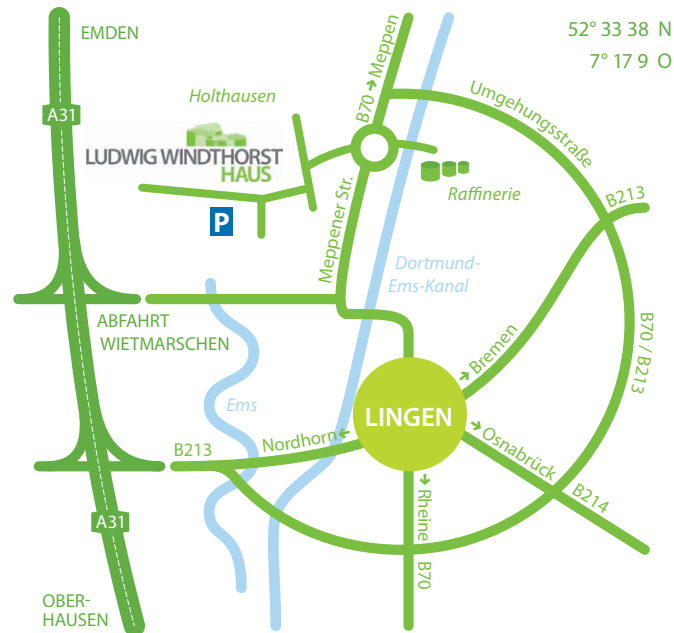 EMDEN
52° 33 38 N
7° 17 9 O
B70 → Meppen
Holthausen
Umgehungsstraße
A31
LUDWIG WINDTHORST
HAUS
Raffinerie
B213
P
Meppener Str.
Dortmund-
Ems-Kanal
ABFAHRT
WIETMARSCHEN
B70 / B213
→ Bremen
Ems
LINGEN
B213
Nordhorn ←
→ Osnabrück
B214
→ Rheine
B70
A31
OBER-
HAUSEN